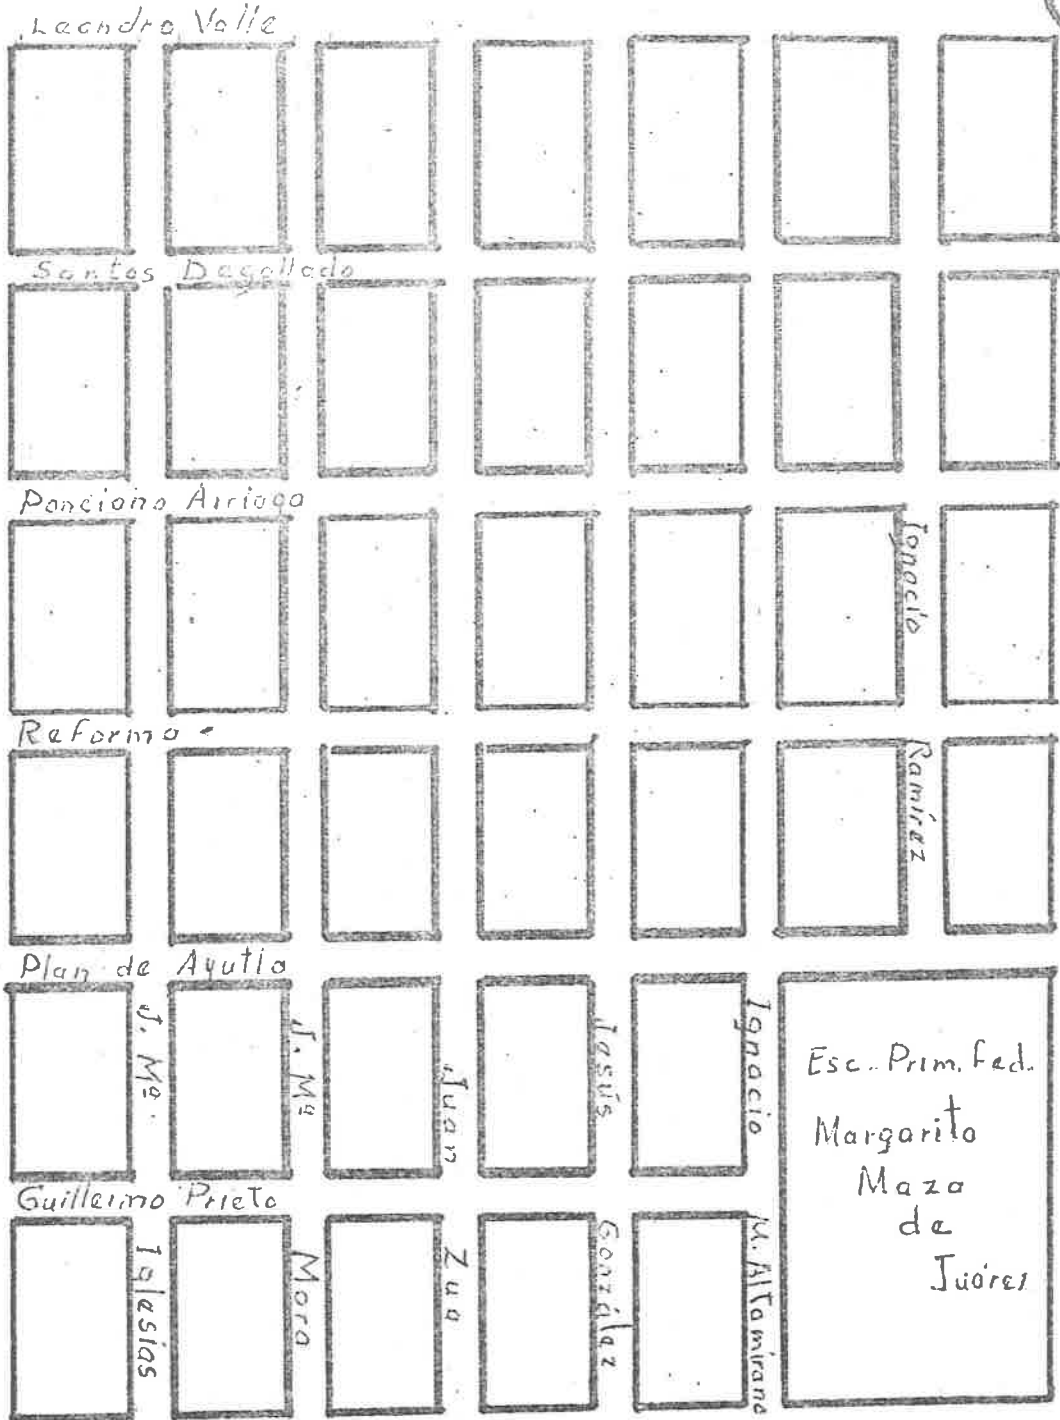 Leandro Valle
Santos Degollado
Ponciano Arriaga
Ignacio
Reforma
Ramírez
Plan de Ayutla
J. Mª.
J. Mª
Juan
Jesús
Ignacio
Esc. Prim. Fed.
Margarita
Maza
de
Juárez
Guillermo Prieto
Iglesias
Mora
Zua
González
M. Altamirano